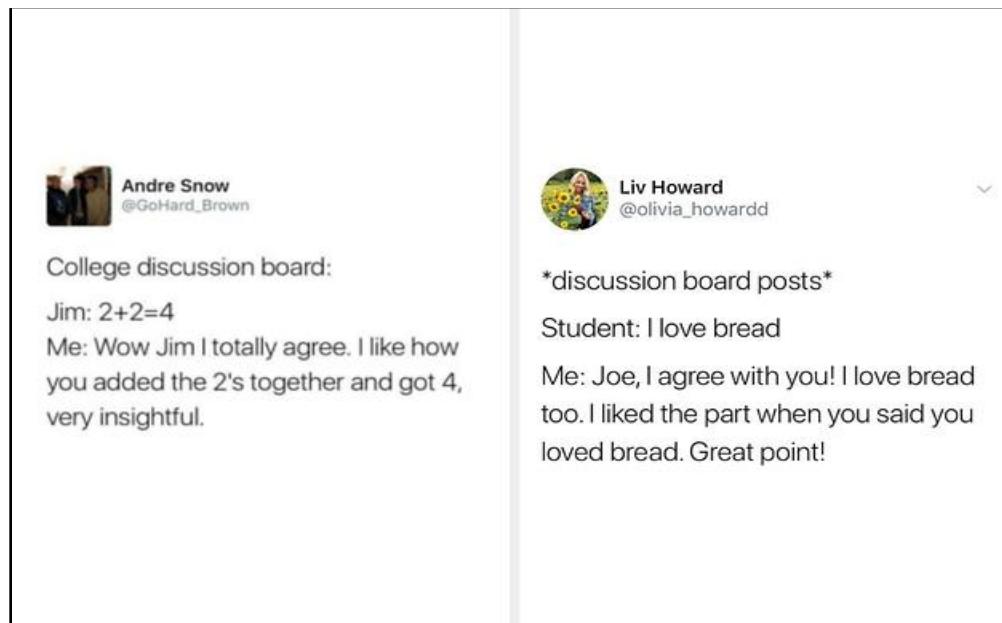 Andre Snow
@GoHard_Brown
College discussion board:
Jim: 2+2=4
Me: Wow Jim I totally agree. I like how
you added the 2's together and got 4,
very insightful.
Liv Howard
@olivia_howardd
*discussion board posts*
Student: I love bread
Me: Joe, I agree with you! I love bread
too. I liked the part when you said you
loved bread. Great point!